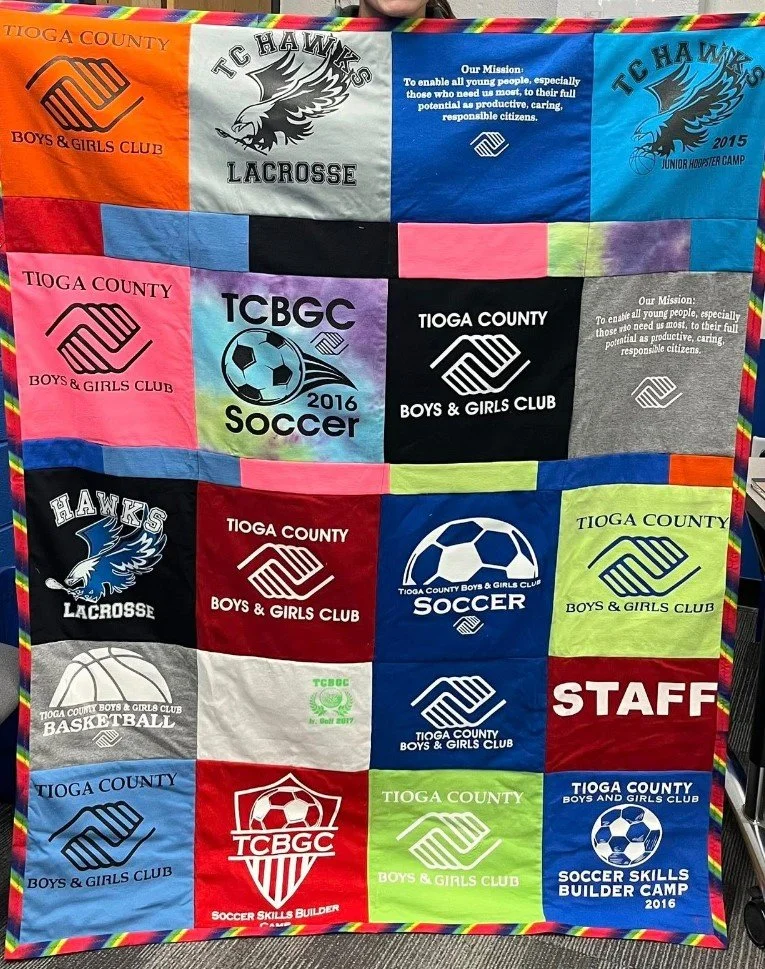 TIOGA COUNTY
BOYS & GIRLS CLUB
TC HAWKS
LACROSSE
Our Mission:
To enable all young people, especially
those who need us most, to their full
potential as productive, caring,
responsible citizens.
TC HAWKS
2015
JUNIOR HOOPSTER CAMP
TIOGA COUNTY
BOYS & GIRLS CLUB
TCBGC
2016
Soccer
TIOGA COUNTY
BOYS & GIRLS CLUB
Our Mission:
To enable all young people, especially
those who need us most, to their full
potential as productive, caring,
responsible citizens.
HAWKS
LACROSSE
TIOGA COUNTY
BOYS & GIRLS CLUB
TIOGA COUNTY BOYS & GIRLS CLUB
SOCCER
TIOGA COUNTY
BOYS & GIRLS CLUB
TIOGA COUNTY BOYS & GIRLS CLUB
BASKETBALL
TCBGC
Jr. Golf 2017
TIOGA COUNTY
BOYS & GIRLS CLUB
STAFF
TIOGA COUNTY
BOYS & GIRLS CLUB
TCBGC
SOCCER SKILLS BUILDER
CAMP
TIOGA COUNTY
BOYS & GIRLS CLUB
TIOGA COUNTY
BOYS AND GIRLS CLUB
SOCCER SKILLS
BUILDER CAMP
2016